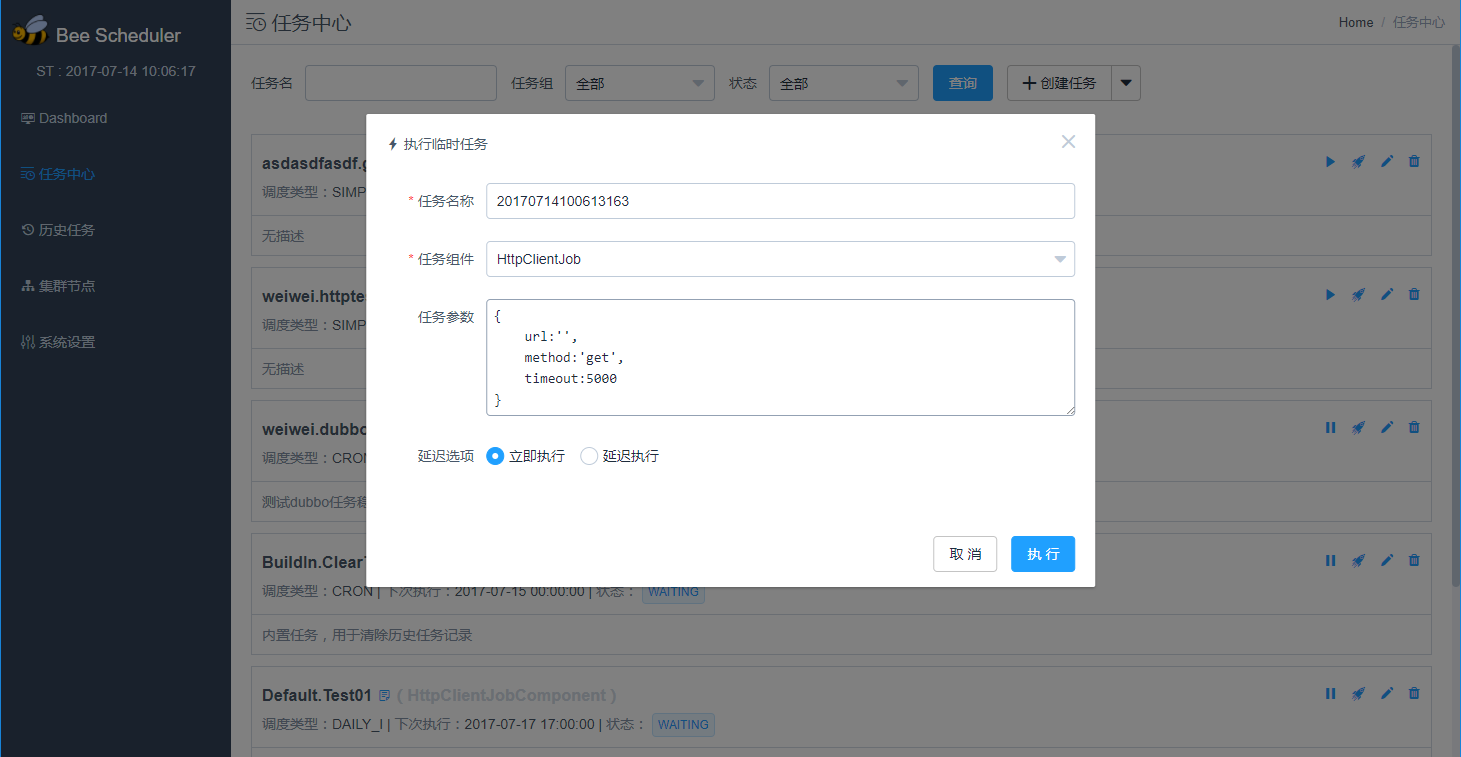 Bee Scheduler
ST : 2017-07-14 10:06:17
Dashboard
任务中心
历史任务
集群节点
系统设置
任务中心
Home / 任务中心
任务名
任务组 全部
状态 全部
查询
创建任务
asdasdfasdf.
调度类型：SIMP
无描述
weiwei.httpte
调度类型：SIMP
无描述
weiwei.dubbo
调度类型：CRON
测试dubbo任务
BuildIn.Clear
调度类型：CRON | 下次执行：2017-07-15 00:00:00 | 状态： WAITING
内置任务，用于清除历史任务记录
Default.Test01 ( HttpClientJobComponent )
调度类型：DAILY_I | 下次执行：2017-07-17 17:00:00 | 状态： WAITING
执行临时任务
* 任务名称 20170714100613163
* 任务组件 HttpClientJob
任务参数
{
url:'',
method:'get',
timeout:5000
}
延迟选项 立即执行 延迟执行
取 消
执 行